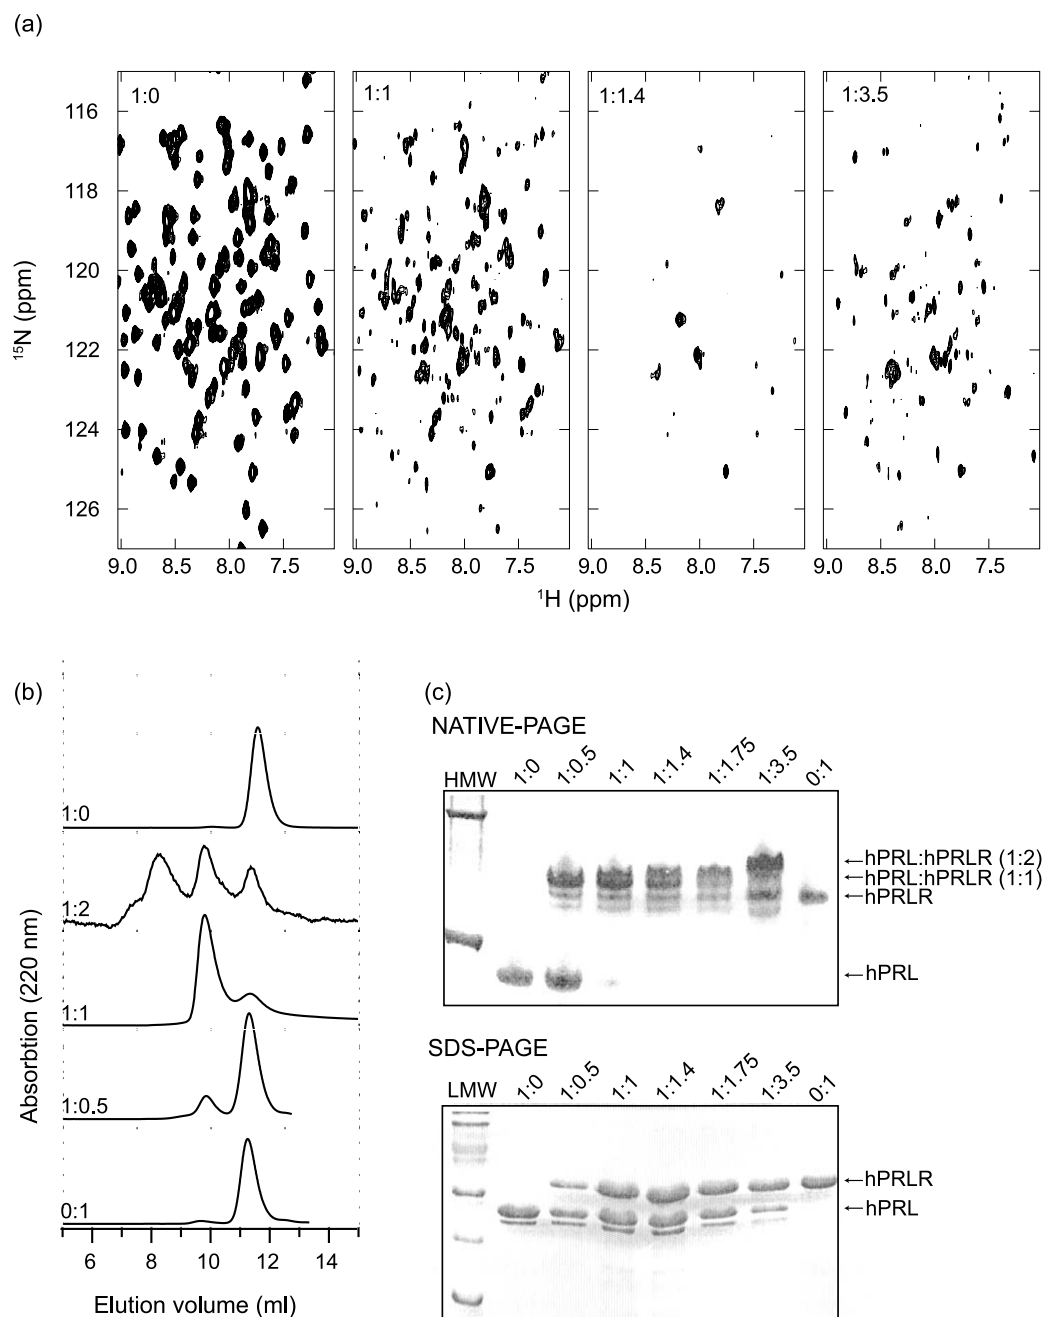 (a)
1:0
1:1
1:1.4
1:3.5
116
118
120
122
124
126
15N (ppm)
9.0 8.5 8.0 7.5
9.0 8.5 8.0 7.5
9.0 8.5 8.0 7.5
9.0 8.5 8.0 7.5
1H (ppm)
(b)
1:0
1:2
1:1
1:0.5
0:1
Absorbtion (220 nm)
6 8 10 12 14
Elution volume (ml)
(c)
NATIVE-PAGE
HMW 1:0 1:0.5 1:1 1:1.4 1:1.75 1:3.5 0:1
←hPRL:hPRLR (1:2)
←hPRL:hPRLR (1:1)
←hPRLR
←hPRL
SDS-PAGE
LMW 1:0 1:0.5 1:1 1:1.4 1:1.75 1:3.5 0:1
←hPRLR
←hPRL